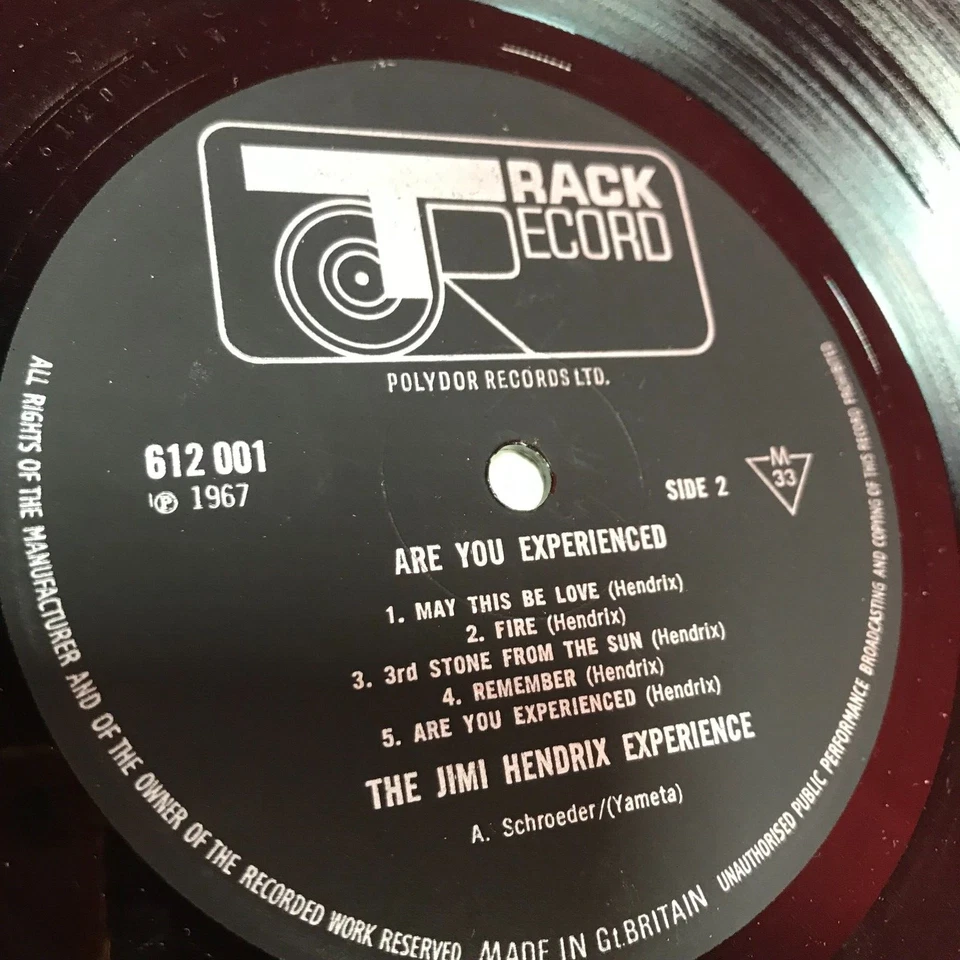 TRACK
RECORD
POLYDOR RECORDS LTD.
612 001
℗ 1967
SIDE 2
M
33
ARE YOU EXPERIENCED
1. MAY THIS BE LOVE (Hendrix)
2. FIRE (Hendrix)
3. 3rd STONE FROM THE SUN (Hendrix)
4. REMEMBER (Hendrix)
5. ARE YOU EXPERIENCED (Hendrix)
THE JIMI HENDRIX EXPERIENCE
A. Schroeder/(Yameta)
ALL RIGHTS OF THE MANUFACTURER AND OF THE OWNER OF THE RECORDED WORK RESERVED
MADE IN Gt.BRITAIN
UNAUTHORISED PUBLIC PERFORMANCE BROADCASTING AND COPYING OF THIS RECORD PROHIBITED